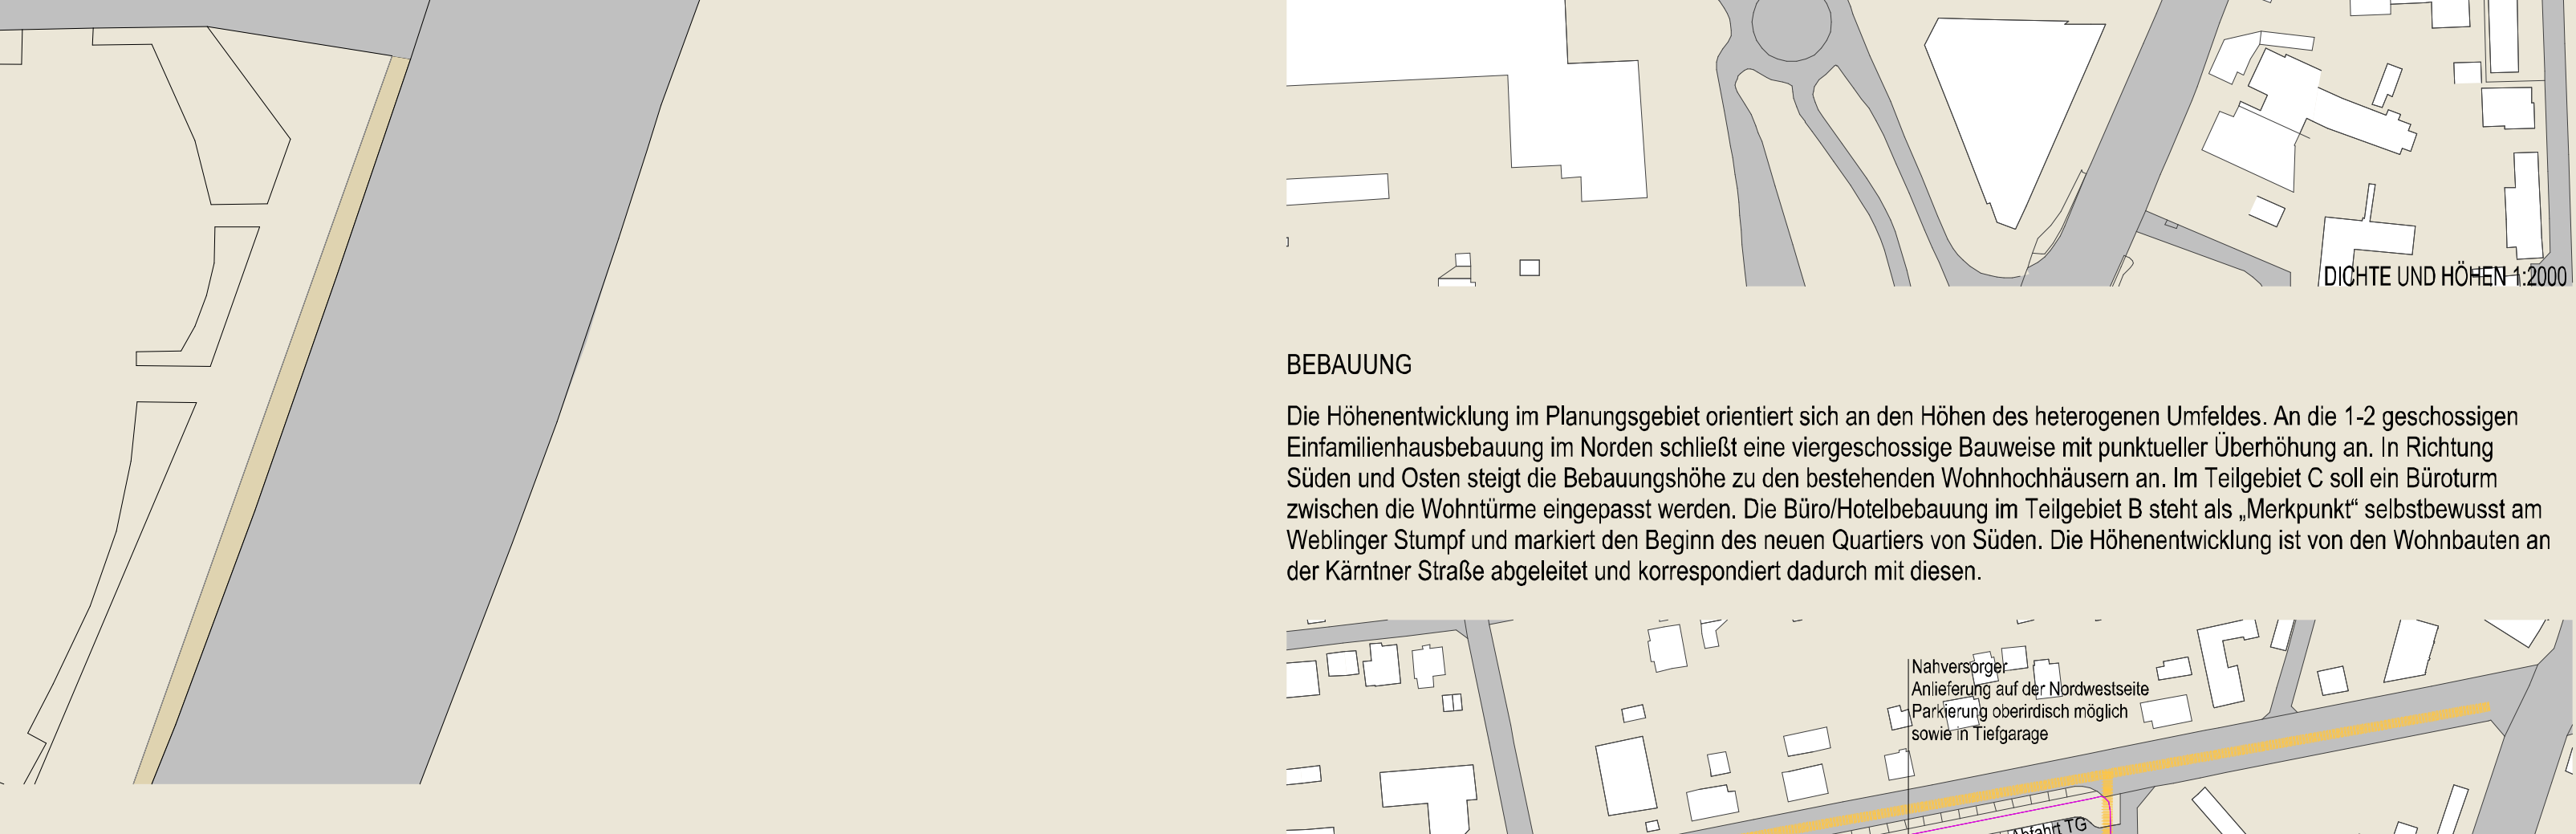 DICHTE UND HÖHEN 1:2000
BEBAUUNG
Die Höhenentwicklung im Planungsgebiet orientiert sich an den Höhen des heterogenen Umfeldes. An die 1-2 geschossigen
Einfamilienhausbebauung im Norden schließt eine viergeschossige Bauweise mit punktueller Überhöhung an. In Richtung
Süden und Osten steigt die Bebauungshöhe zu den bestehenden Wohnhochhäusern an. Im Teilgebiet C soll ein Büroturm
zwischen die Wohntürme eingepasst werden. Die Büro/Hotelbebauung im Teilgebiet B steht als „Merkpunkt“ selbstbewusst am
Weblinger Stumpf und markiert den Beginn des neuen Quartiers von Süden. Die Höhenentwicklung ist von den Wohnbauten an
der Kärntner Straße abgeleitet und korrespondiert dadurch mit diesen.
Nahversorger
Anlieferung auf der Nordwestseite
Parkierung oberirdisch möglich
sowie in Tiefgarage
Abfahrt TG